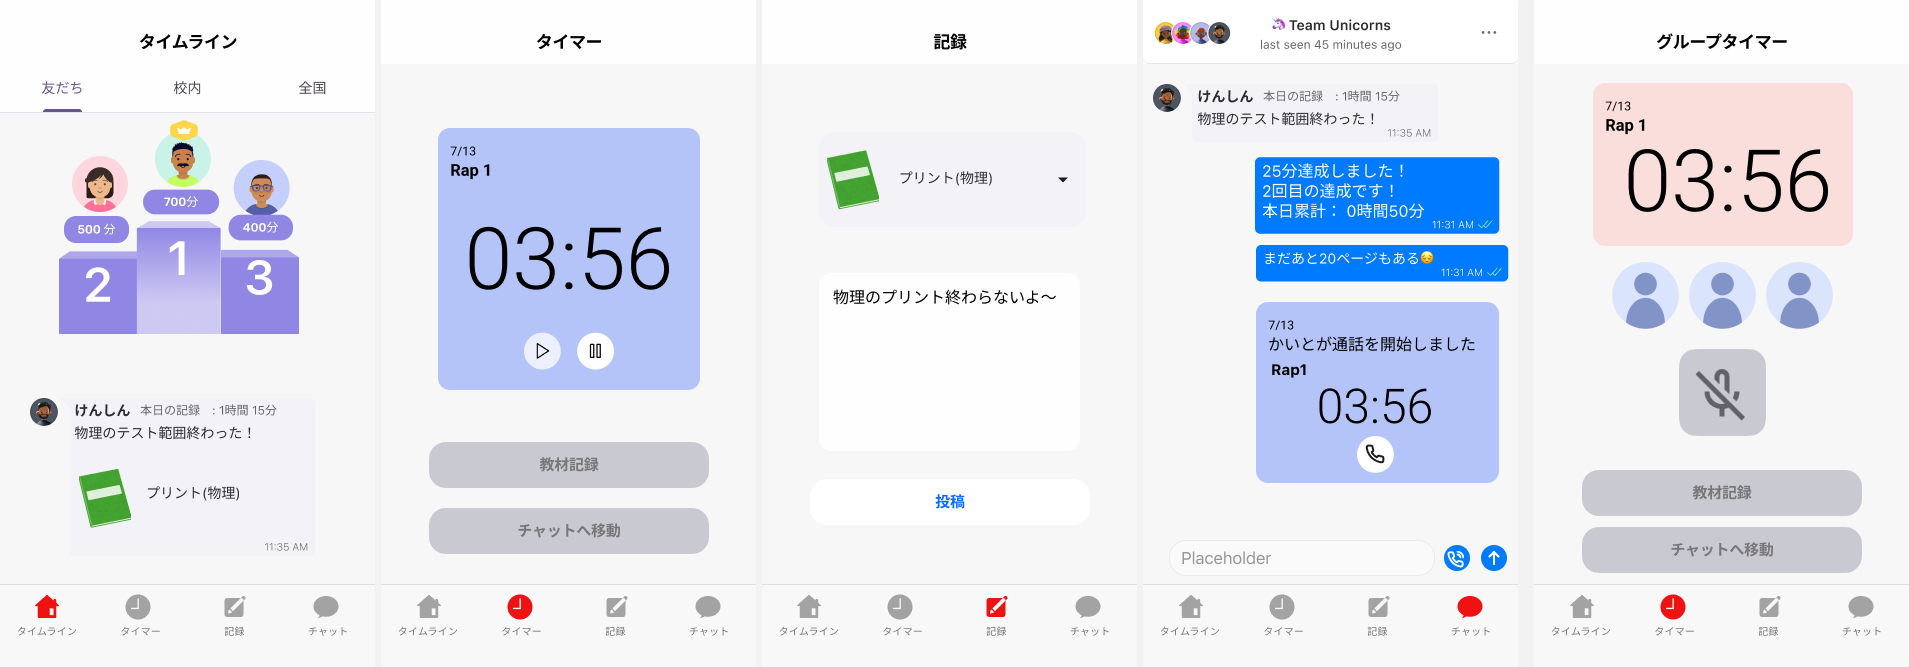 タイムライン
友だち
校内
全国
700分
500 分
400分
1
2
3
けんしん 本日の記録 : 1時間 15分
物理のテスト範囲終わった！
プリント(物理)
11:35 AM
タイムライン
タイマー
記録
チャット
タイマー
7/13
Rap 1
03:56
教材記録
チャットへ移動
タイムライン
タイマー
記録
チャット
記録
プリント(物理)
物理のプリント終わらないよ〜
投稿
タイムライン
タイマー
記録
チャット
🦄 Team Unicorns
last seen 45 minutes ago
けんしん 本日の記録 : 1時間 15分
物理のテスト範囲終わった！
11:35 AM
25分達成しました！
2回目の達成です！
本日累計： 0時間50分
11:31 AM
まだあと20ページもある😔
11:31 AM
7/13
かいとが通話を開始しました
Rap1
03:56
Placeholder
タイムライン
タイマー
記録
チャット
グループタイマー
7/13
Rap 1
03:56
教材記録
チャットへ移動
タイムライン
タイマー
記録
チャット